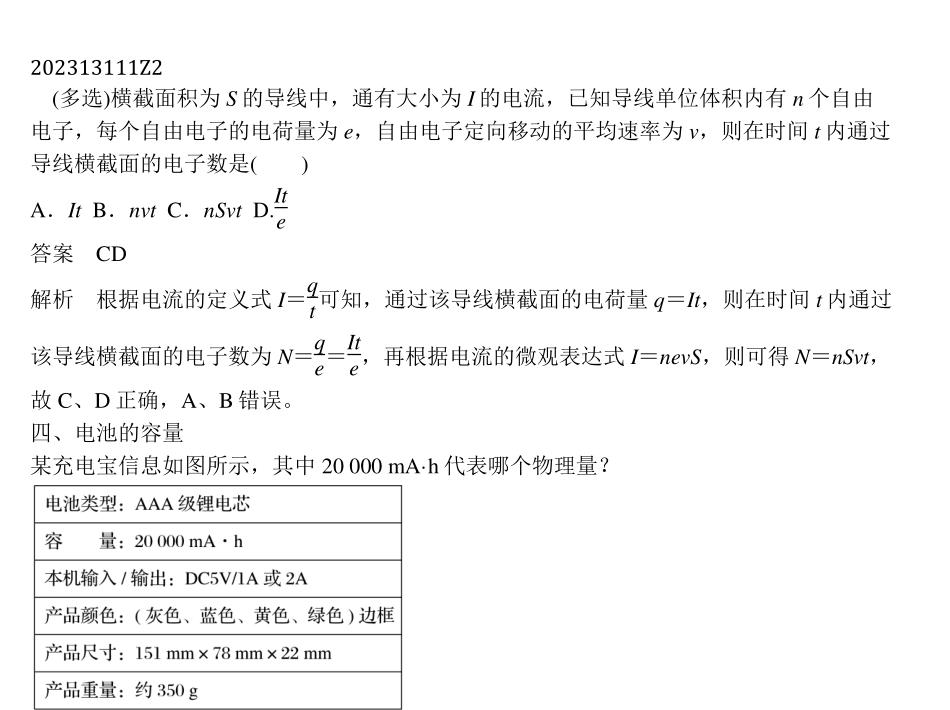 202313111Z2
(多选)横截面积为 S 的导线中，通有大小为 I 的电流，已知导线单位体积内有 n 个自由
电子，每个自由电子的电荷量为 e，自由电子定向移动的平均速率为 v，则在时间 t 内通过
导线横截面的电子数是(　　)
A．It B．nvt C．nSvt D.It/e
答案　CD
解析　根据电流的定义式 I＝q/t可知，通过该导线横截面的电荷量 q＝It，则在时间 t 内通过
该导线横截面的电子数为 N＝q/e＝It/e，再根据电流的微观表达式 I＝nevS，则可得 N＝nSvt，
故 C、D 正确，A、B 错误。
四、电池的容量
某充电宝信息如图所示，其中 20 000 mA·h 代表哪个物理量？
电池类型：AAA 级锂电芯
容　　量：20 000 mA·h
本机输入/输出：DC5V/1A 或 2A
产品颜色：(灰色、蓝色、黄色、绿色)边框
产品尺寸：151 mm×78 mm×22 mm
产品重量：约 350 g